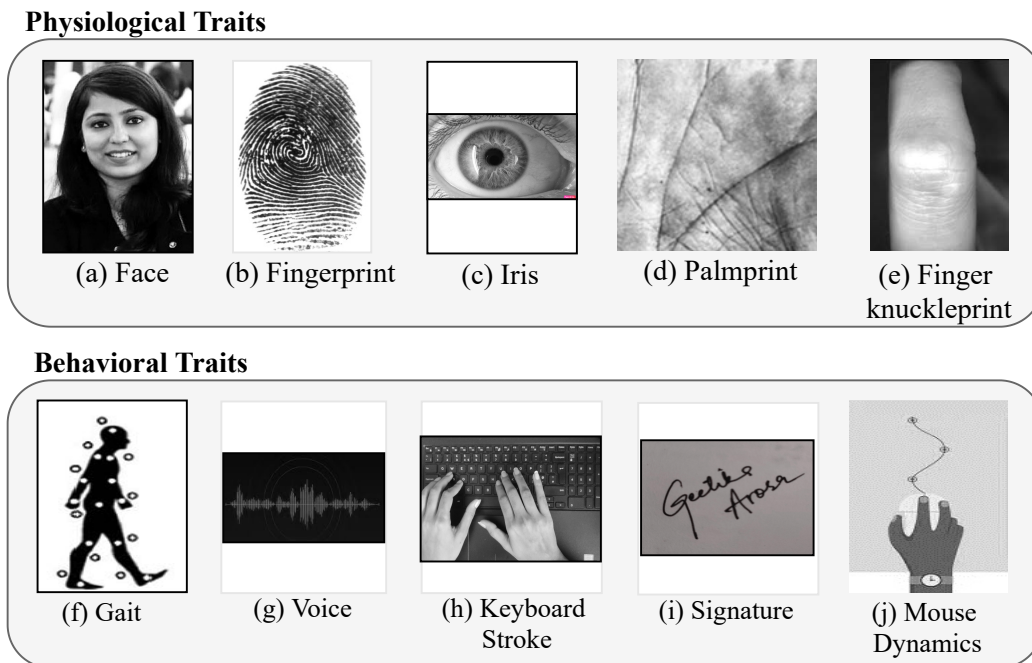 Physiological Traits
(a) Face
(b) Fingerprint
(c) Iris
(d) Palmprint
(e) Finger
knuckleprint
Behavioral Traits
(f) Gait
(g) Voice
(h) Keyboard
Stroke
Geetika
Arora
(i) Signature
(j) Mouse
Dynamics